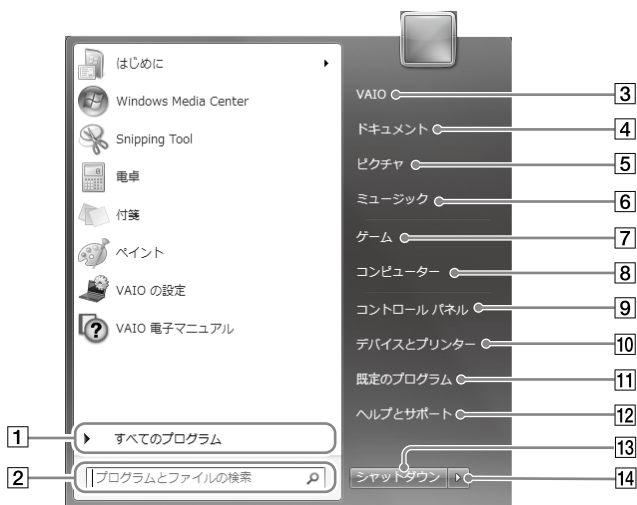 はじめに
Windows Media Center
Snipping Tool
電卓
付箋
ペイント
VAIO の設定
VAIO 電子マニュアル
1 すべてのプログラム
2 プログラムとファイルの検索
VAIO 3
ドキュメント 4
ピクチャ 5
ミュージック 6
ゲーム 7
コンピューター 8
コントロール パネル 9
デバイスとプリンター 10
既定のプログラム 11
ヘルプとサポート 12
13
シャットダウン 14